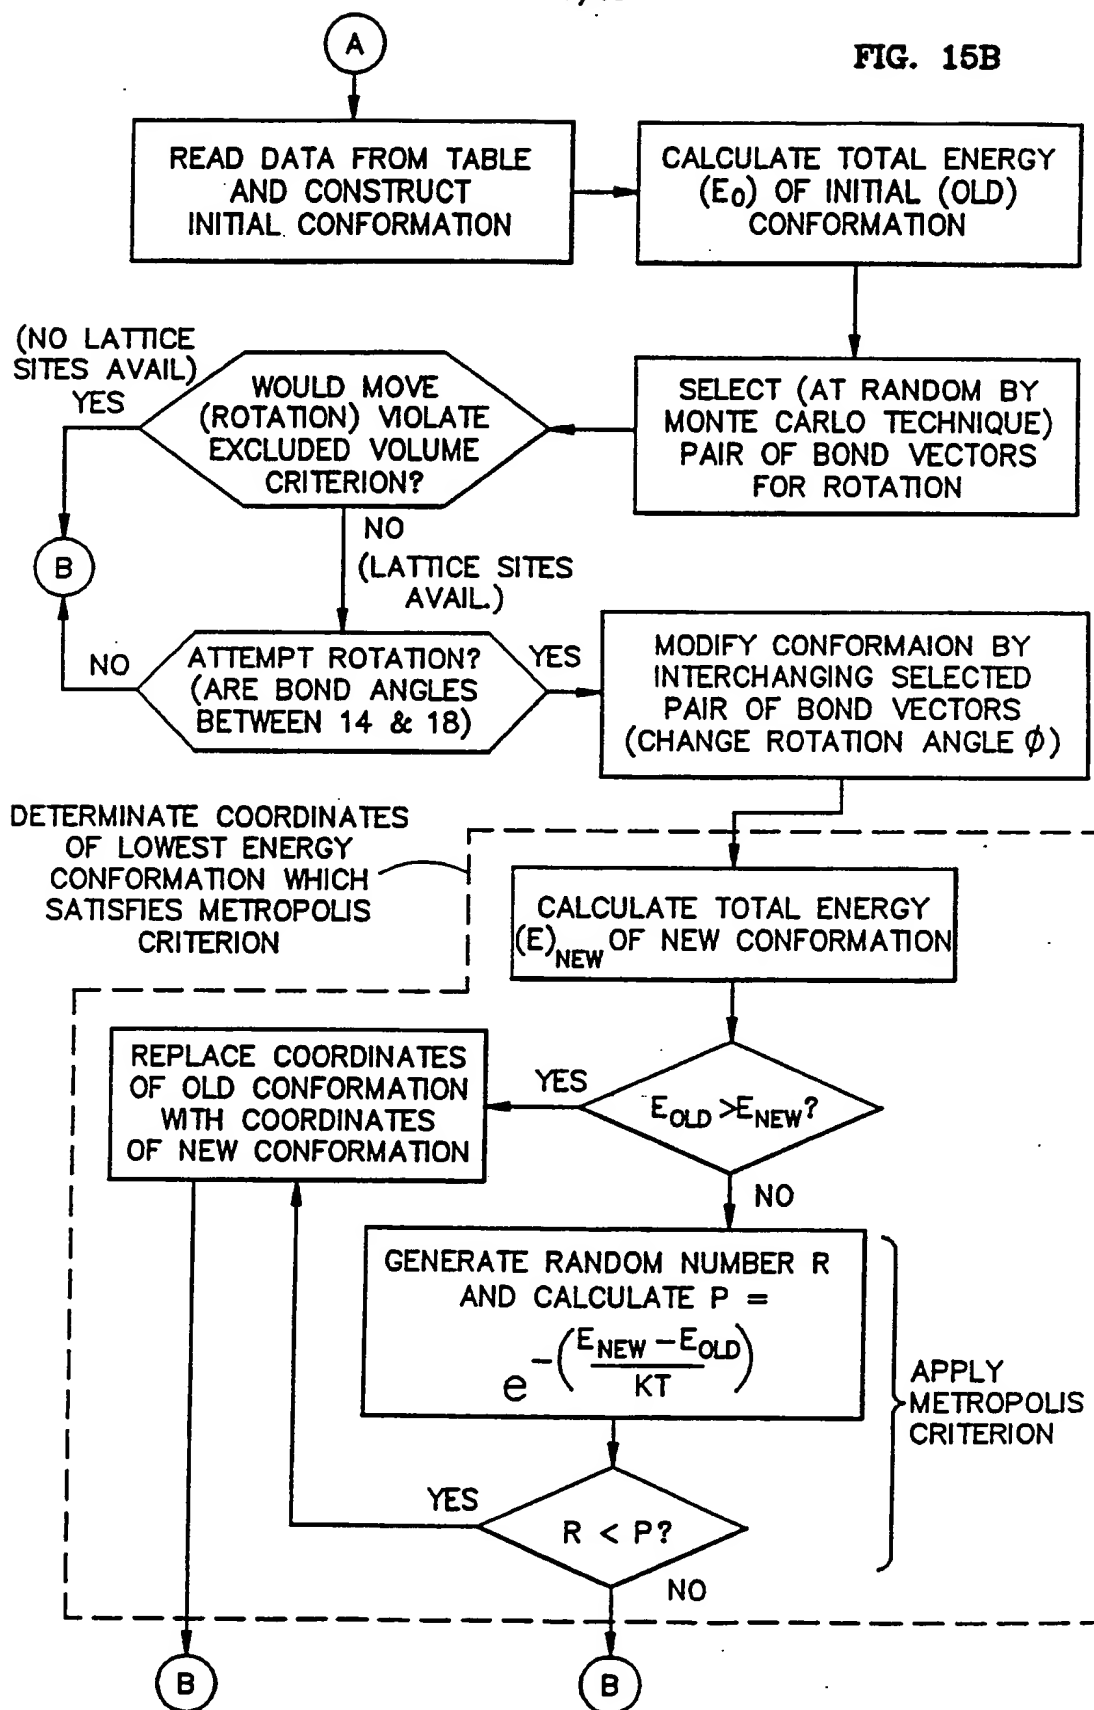 A
FIG. 15B
READ DATA FROM TABLE
AND CONSTRUCT
INITIAL CONFORMATION
CALCULATE TOTAL ENERGY
(E0) OF INITIAL (OLD)
CONFORMATION
(NO LATTICE
SITES AVAIL)
YES
WOULD MOVE
(ROTATION) VIOLATE
EXCLUDED VOLUME
CRITERION?
SELECT (AT RANDOM BY
MONTE CARLO TECHNIQUE)
PAIR OF BOND VECTORS
FOR ROTATION
NO
(LATTICE SITES
AVAIL.)
B
NO
ATTEMPT ROTATION?
(ARE BOND ANGLES
BETWEEN 14 & 18)
YES
MODIFY CONFORMAION BY
INTERCHANGING SELECTED
PAIR OF BOND VECTORS
(CHANGE ROTATION ANGLE ϕ)
DETERMINATE COORDINATES
OF LOWEST ENERGY
CONFORMATION WHICH
SATISFIES METROPOLIS
CRITERION
CALCULATE TOTAL ENERGY
(E)NEW OF NEW CONFORMATION
REPLACE COORDINATES
OF OLD CONFORMATION
WITH COORDINATES
OF NEW CONFORMATION
YES
EOLD >ENEW?
NO
GENERATE RANDOM NUMBER R
AND CALCULATE P =
e-(ENEW -EOLD/KT)
APPLY
METROPOLIS
CRITERION
YES
R < P?
NO
B
B